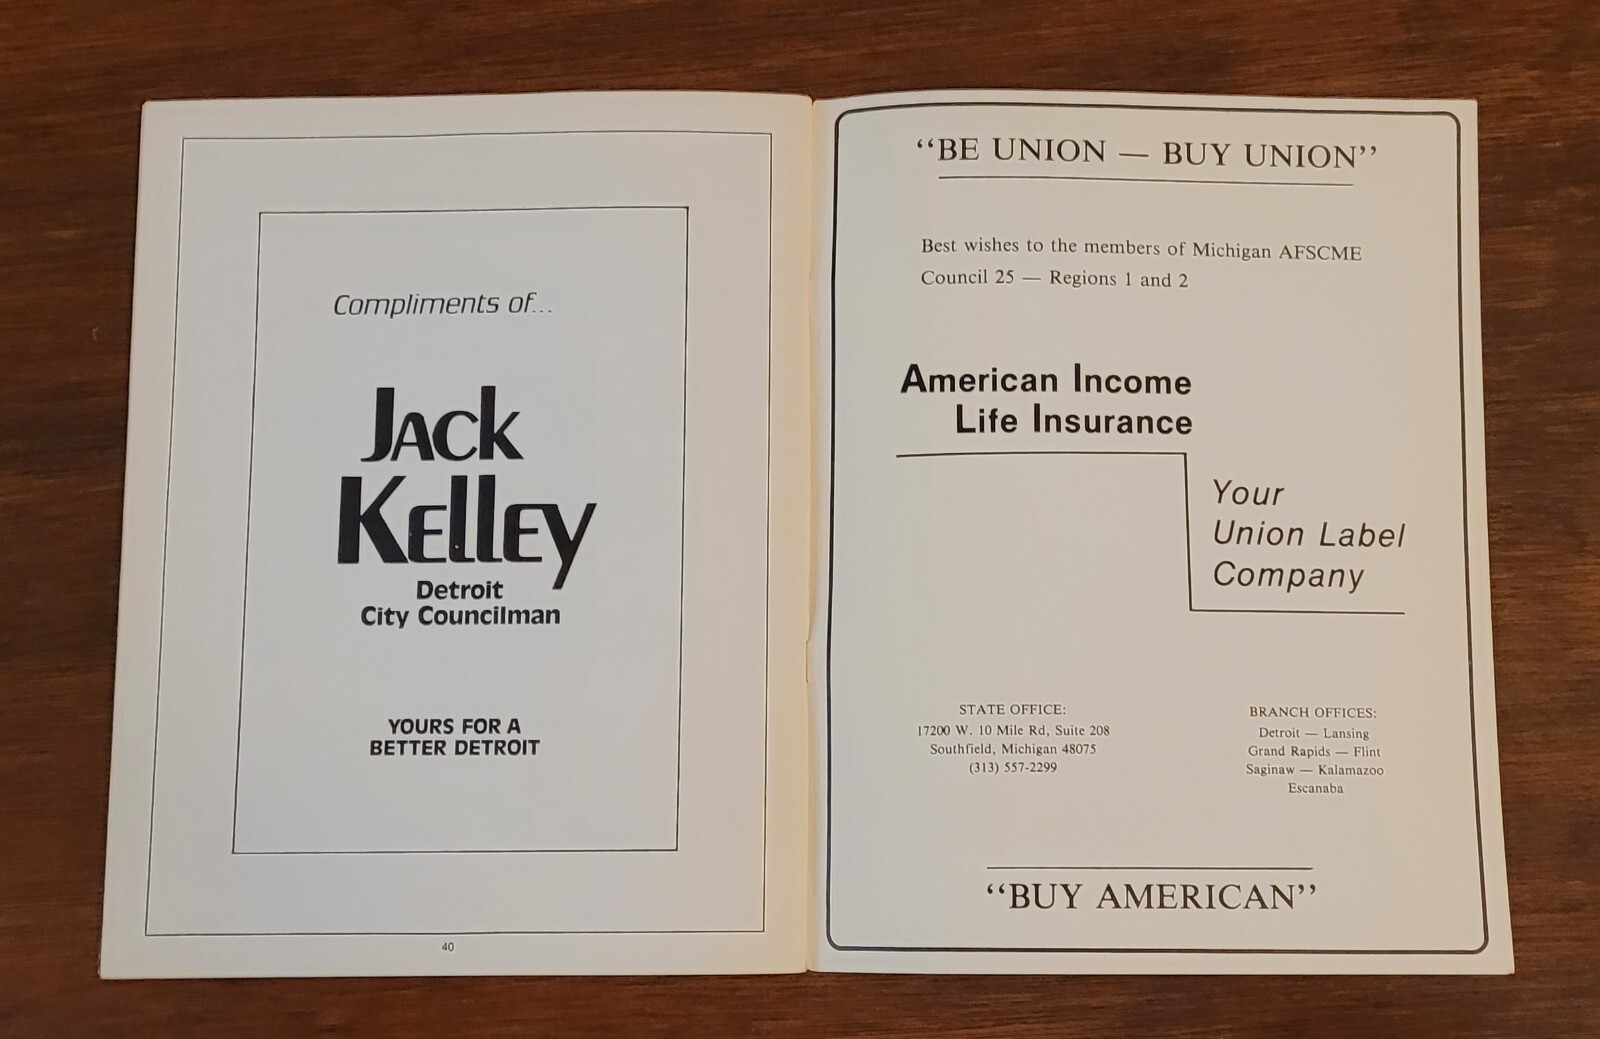 Compliments of...
Jack
Kelley
Detroit
City Councilman
YOURS FOR A
BETTER DETROIT
40
“BE UNION — BUY UNION”
Best wishes to the members of Michigan AFSCME
Council 25 — Regions 1 and 2
American Income
Life Insurance
Your
Union Label
Company
STATE OFFICE:
17200 W. 10 Mile Rd, Suite 208
Southfield, Michigan 48075
(313) 557-2299
BRANCH OFFICES:
Detroit — Lansing
Grand Rapids — Flint
Saginaw — Kalamazoo
Escanaba
“BUY AMERICAN”